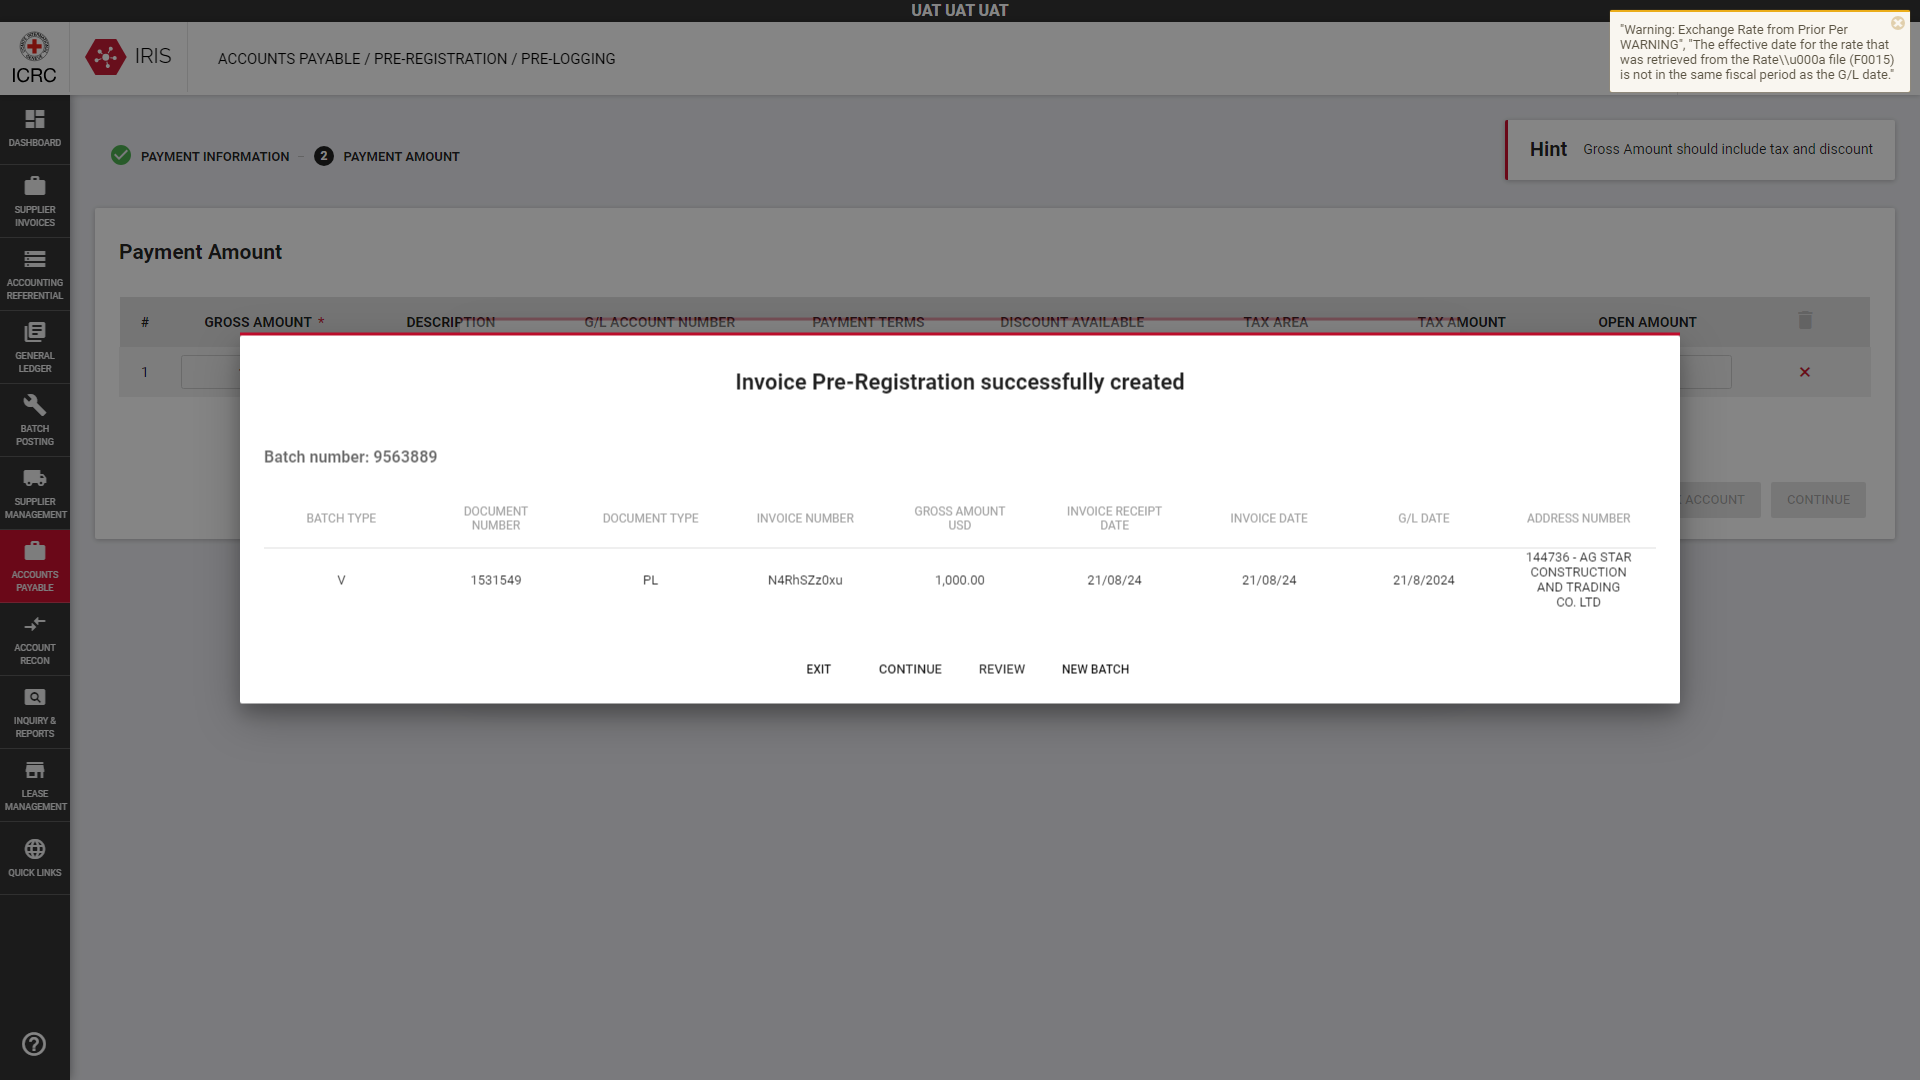 UAT UAT UAT
ICRC
IRIS
ACCOUNTS PAYABLE / PRE-REGISTRATION / PRE-LOGGING
"Warning: Exchange Rate from Prior Per
WARNING", "The effective date for the rate that
was retrieved from the Rate\\u000a file (F0015)
is not in the same fiscal period as the G/L date."
DASHBOARD
SUPPLIER
INVOICES
ACCOUNTING
REFERENTIAL
GENERAL
LEDGER
BATCH
POSTING
SUPPLIER
MANAGEMENT
ACCOUNTS
PAYABLE
ACCOUNT
RECON
INQUIRY &
REPORTS
LEASE
MANAGEMENT
QUICK LINKS
PAYMENT INFORMATION
2 PAYMENT AMOUNT
Hint Gross Amount should include tax and discount
Payment Amount
# GROSS AMOUNT * DESCRIPTION G/L ACCOUNT NUMBER PAYMENT TERMS DISCOUNT AVAILABLE TAX AREA TAX AMOUNT OPEN AMOUNT
1
ACCOUNT CONTINUE
Invoice Pre-Registration successfully created
Batch number: 9563889
BATCH TYPE
DOCUMENT
NUMBER
DOCUMENT TYPE
INVOICE NUMBER
GROSS AMOUNT
USD
INVOICE RECEIPT
DATE
INVOICE DATE
G/L DATE
ADDRESS NUMBER
V 1531549 PL N4RhSZz0xu 1,000.00 21/08/24 21/08/24 21/8/2024
144736 - AG STAR
CONSTRUCTION
AND TRADING
CO. LTD
EXIT CONTINUE REVIEW NEW BATCH